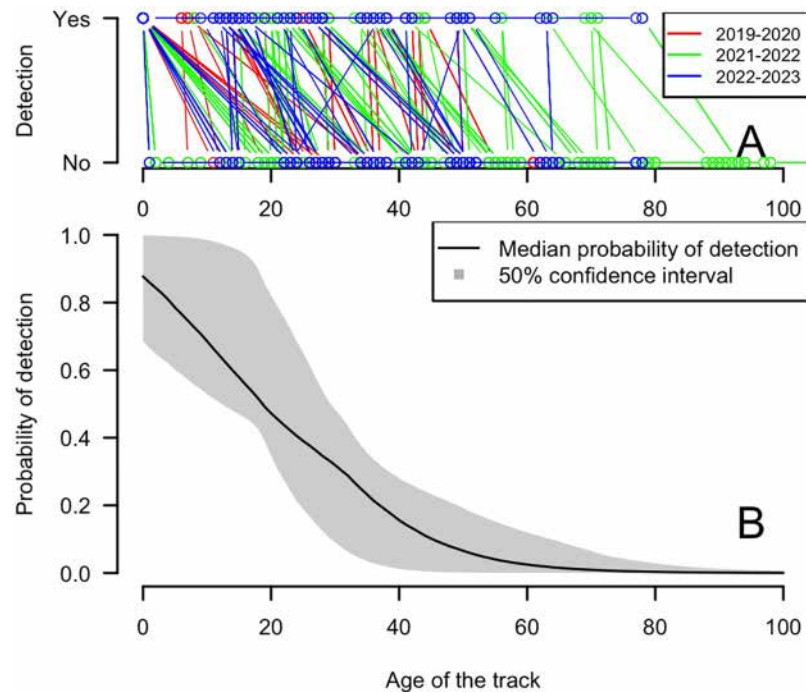 Yes
Detection
No
2019-2020
2021-2022
2022-2023
A
0 20 40 60 80 100
Median probability of detection
50% confidence interval
1.0
0.8
0.6
0.4
0.2
0.0
Probability of detection
B
0 20 40 60 80 100
Age of the track